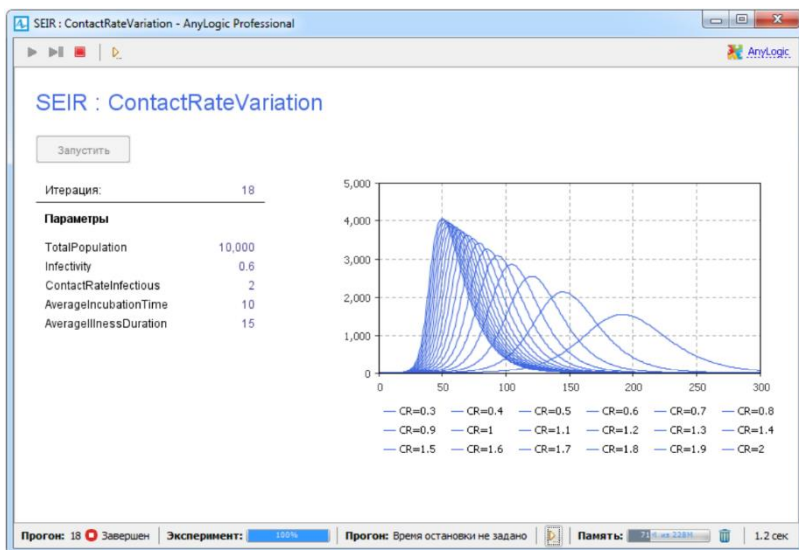 SEIR : ContactRateVariation - AnyLogic Professional
AnyLogic
SEIR : ContactRateVariation
Запустить
Итерация: 18
Параметры
TotalPopulation 10,000
Infectivity 0.6
ContactRateInfectious 2
AverageIncubationTime 10
AverageIllnessDuration 15
5,000
4,000
3,000
2,000
1,000
0
0 50 100 150 200 250 300
CR=0.3 CR=0.4 CR=0.5 CR=0.6 CR=0.7 CR=0.8
CR=0.9 CR=1 CR=1.1 CR=1.2 CR=1.3 CR=1.4
CR=1.5 CR=1.6 CR=1.7 CR=1.8 CR=1.9 CR=2
Прогон: 18 Завершен Эксперимент: 100% Прогон: Время остановки не задано Память: 71M из 228M 1.2 сек